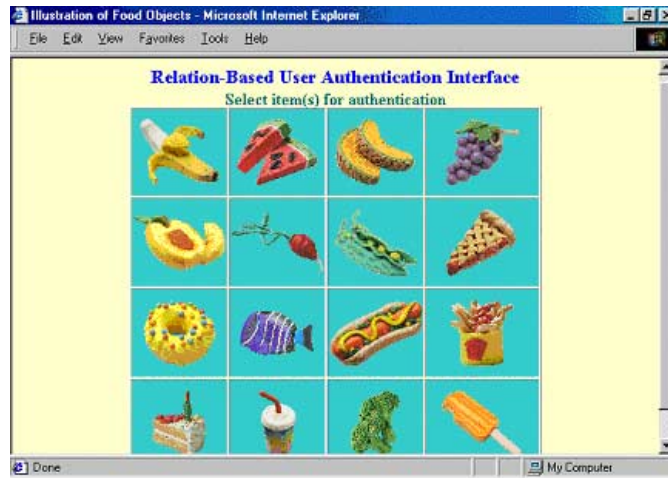 Illustration of Food Objects - Microsoft Internet Explorer
File Edit View Favorites Tools Help
Relation-Based User Authentication Interface
Select item(s) for authentication
Done My Computer